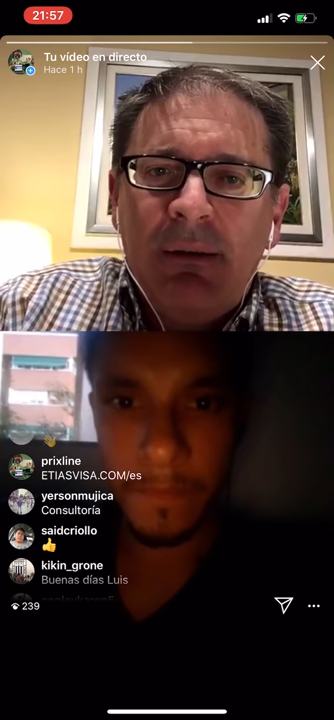 21:57
Tu vídeo en directo
Hace 1 h
prixline
ETIASVISA.COM/es
yersonmujica
Consultoría
saidcriollo
👍
kikin_grone
Buenas días Luis
239